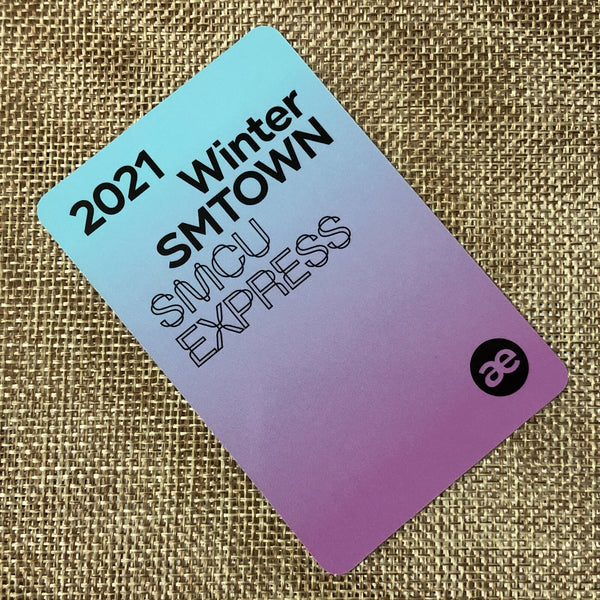 2021 Winter
SMTOWN
SMCU
EXPRESS
æ